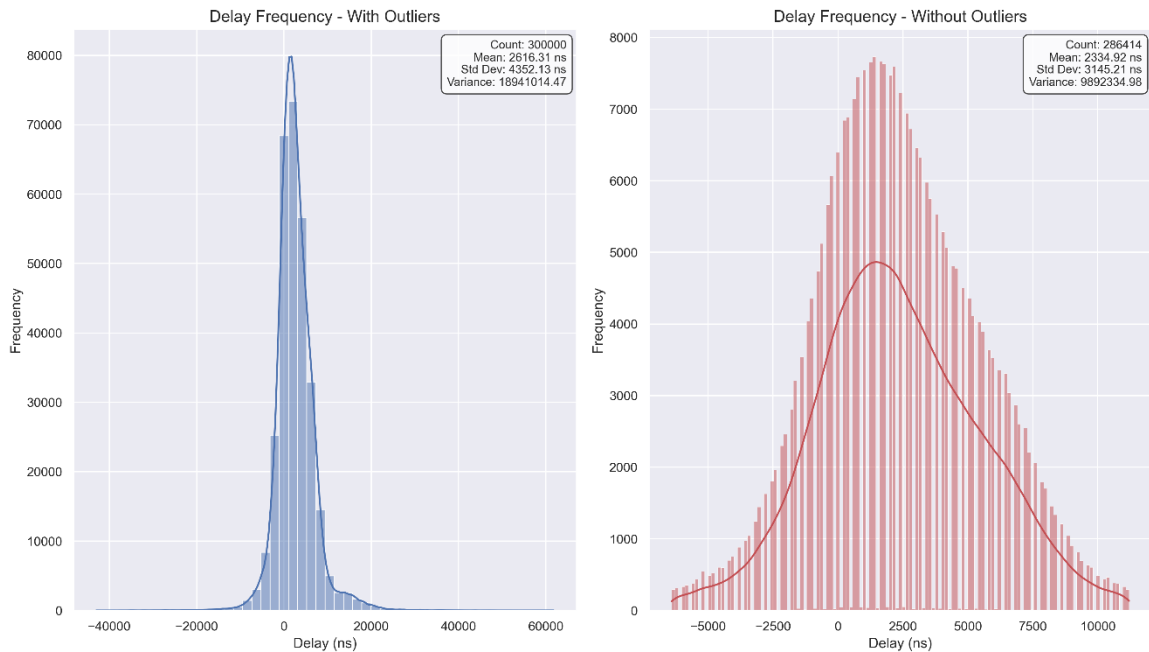 Delay Frequency - With Outliers
Count: 300000
Mean: 2616.31 ns
Std Dev: 4352.13 ns
Variance: 18941014.47
80000
70000
60000
50000
40000
30000
20000
10000
0
Frequency
−40000 −20000 0 20000 40000 60000
Delay (ns)
Delay Frequency - Without Outliers
Count: 286414
Mean: 2334.92 ns
Std Dev: 3145.21 ns
Variance: 9892334.98
8000
7000
6000
5000
4000
3000
2000
1000
0
Frequency
−5000 −2500 0 2500 5000 7500 10000
Delay (ns)